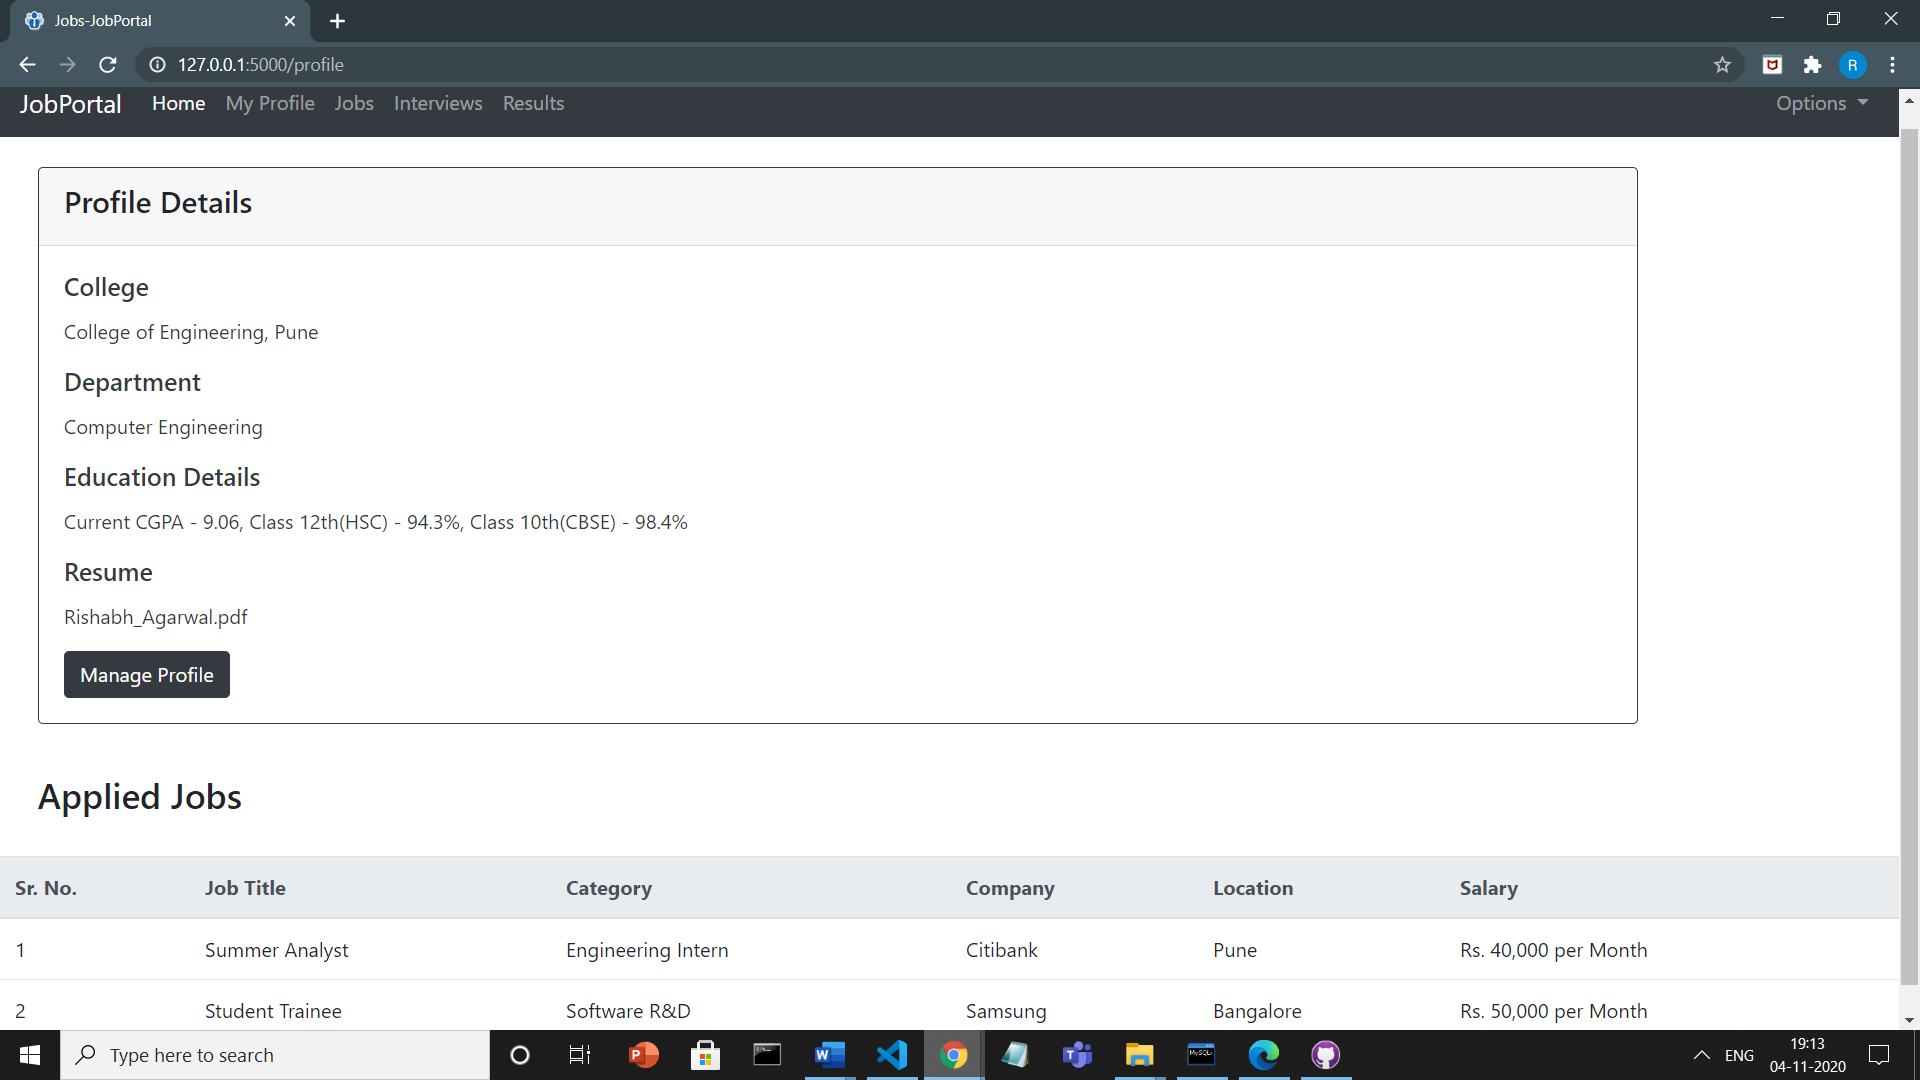 Jobs-JobPortal
127.0.0.1:5000/profile
R
JobPortal Home My Profile Jobs Interviews Results Options
Profile Details
College
College of Engineering, Pune
Department
Computer Engineering
Education Details
Current CGPA - 9.06, Class 12th(HSC) - 94.3%, Class 10th(CBSE) - 98.4%
Resume
Rishabh_Agarwal.pdf
Manage Profile
Applied Jobs
Sr. No. Job Title Category Company Location Salary
1 Summer Analyst Engineering Intern Citibank Pune Rs. 40,000 per Month
2 Student Trainee Software R&D Samsung Bangalore Rs. 50,000 per Month
Type here to search
ENG
19:13
04-11-2020